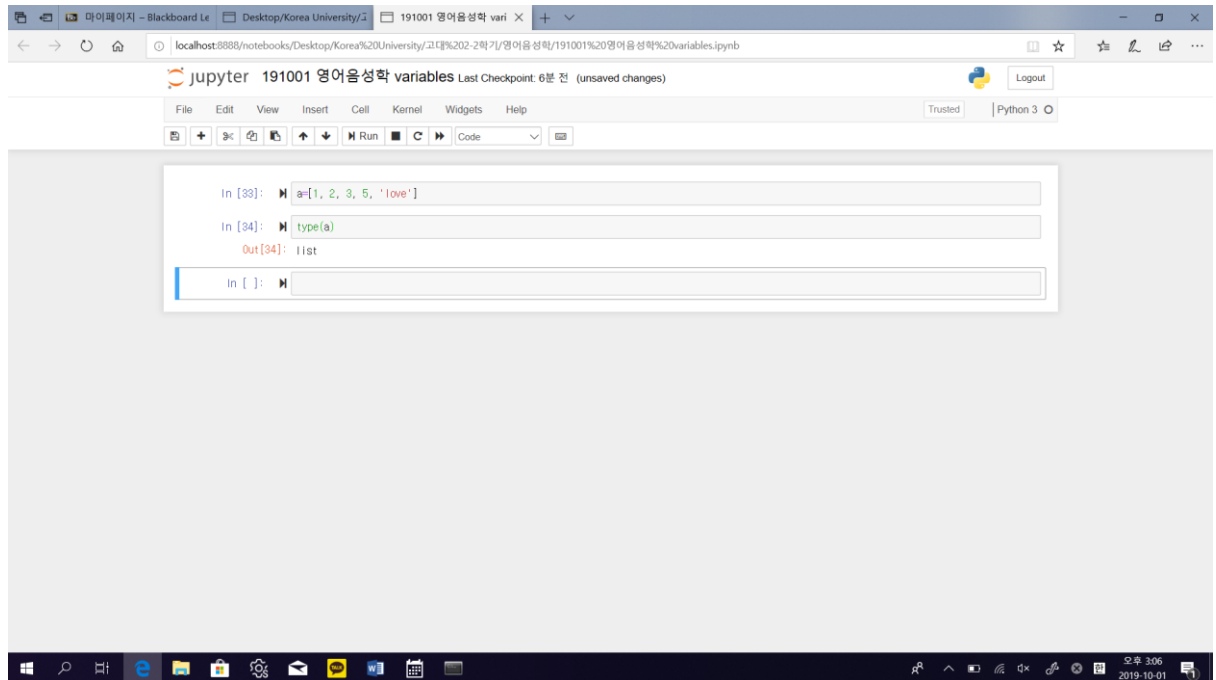 마이페이지 – Blackboard Le
Desktop/Korea University/고
191001 영어음성학 vari
localhost:8888/notebooks/Desktop/Korea%20University/고대%202-2학기/영어음성학/191001%20영어음성학%20variables.ipynb
jupyter 191001 영어음성학 variables Last Checkpoint: 6분 전 (unsaved changes)
Logout
File Edit View Insert Cell Kernel Widgets Help
Trusted Python 3
Run Code
In [33]: a=[1, 2, 3, 5, 'love']
In [34]: type(a)
Out[34]: list
In [ ]:
TALK
한
오후 3:06
2019-10-01
1